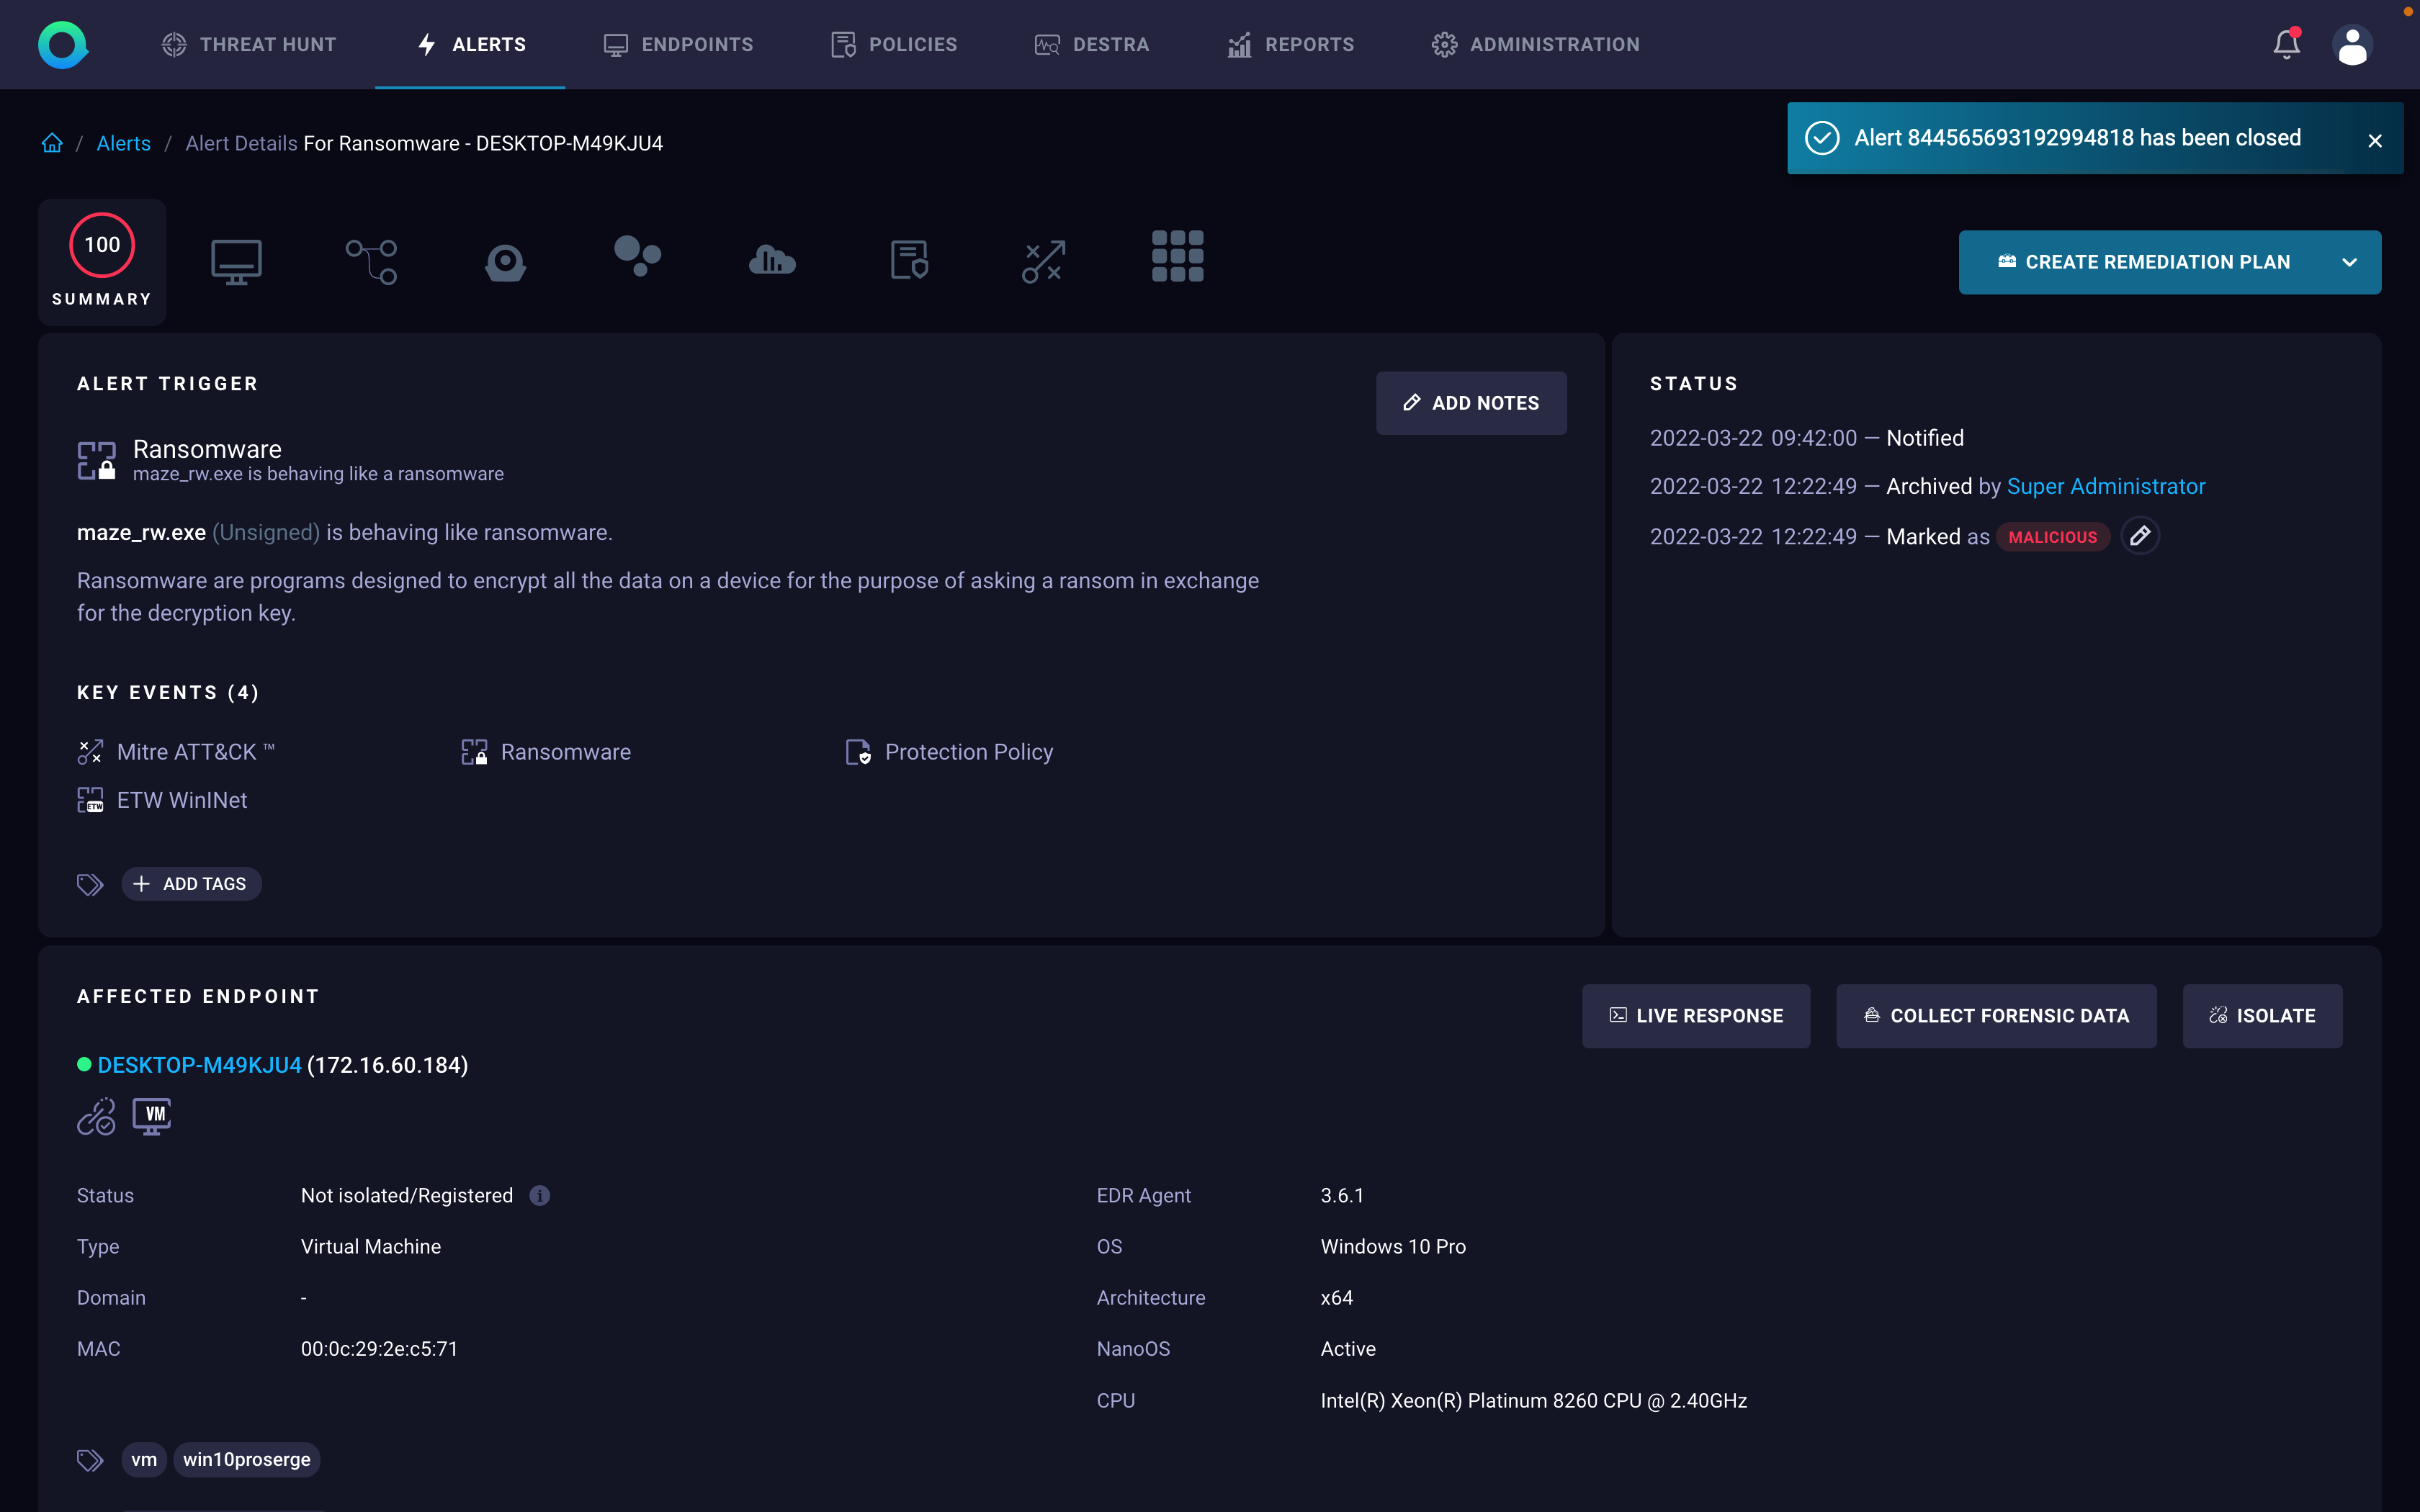 THREAT HUNT
ALERTS
ENDPOINTS
POLICIES
DESTRA
REPORTS
ADMINISTRATION
/ Alerts / Alert Details For Ransomware - DESKTOP-M49KJU4
Alert 844565693192994818 has been closed
100
SUMMARY
CREATE REMEDIATION PLAN
ALERT TRIGGER
ADD NOTES
Ransomware
maze_rw.exe is behaving like a ransomware
maze_rw.exe (Unsigned) is behaving like ransomware.
Ransomware are programs designed to encrypt all the data on a device for the purpose of asking a ransom in exchange
for the decryption key.
KEY EVENTS (4)
Mitre ATT&CK ™
Ransomware
Protection Policy
ETW
ETW WinINet
ADD TAGS
STATUS
2022-03-22 09:42:00 — Notified
2022-03-22 12:22:49 — Archived by Super Administrator
2022-03-22 12:22:49 — Marked as MALICIOUS
AFFECTED ENDPOINT
LIVE RESPONSE
COLLECT FORENSIC DATA
ISOLATE
DESKTOP-M49KJU4 (172.16.60.184)
VM
Status Not isolated/Registered
Type Virtual Machine
Domain -
MAC 00:0c:29:2e:c5:71
EDR Agent 3.6.1
OS Windows 10 Pro
Architecture x64
NanoOS Active
CPU Intel(R) Xeon(R) Platinum 8260 CPU @ 2.40GHz
vm
win10proserge